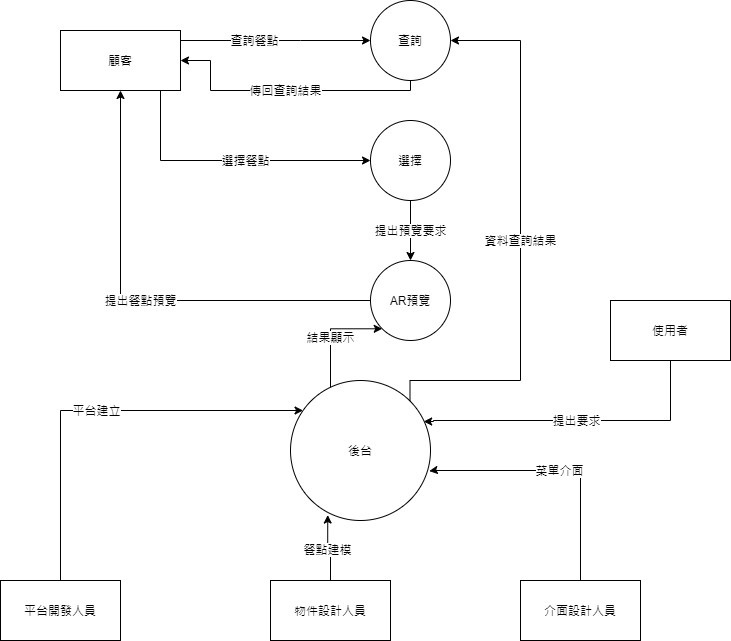 查詢餐點
查詢
顧客
傳回查詢結果
選擇餐點
選擇
提出預覽要求
資料查詢結果
提出餐點預覽
AR預覽
使用者
結果顯示
平台建立
提出要求
後台
菜單介面
餐點建模
平台開發人員
物件設計人員
介面設計人員